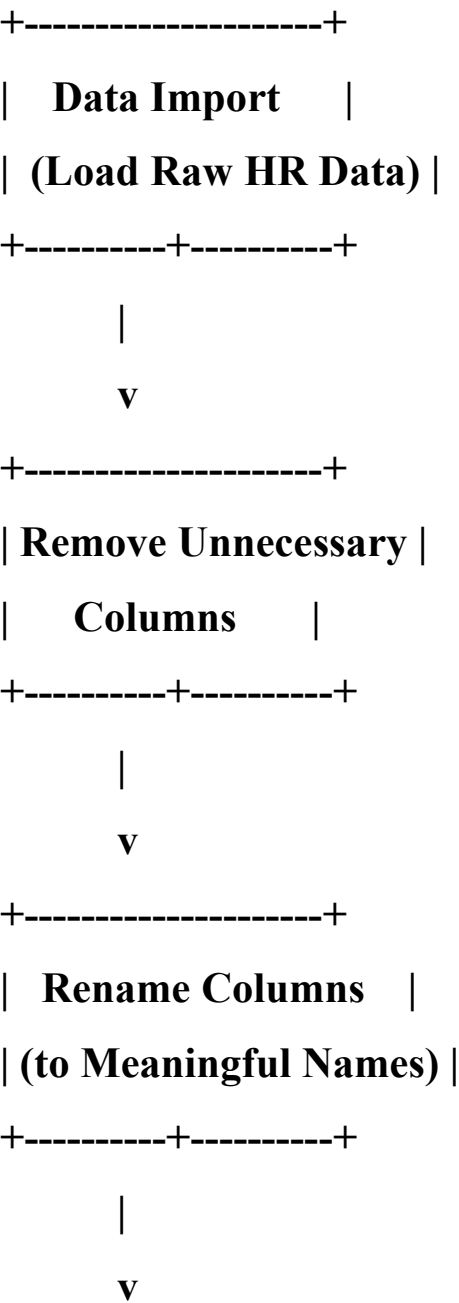 +---------------------+
|    Data Import      |
|  (Load Raw HR Data) |
+----------+----------+
|
v
+---------------------+
| Remove Unnecessary |
|      Columns       |
+----------+----------+
|
v
+---------------------+
|   Rename Columns    |
| (to Meaningful Names) |
+----------+----------+
|
v